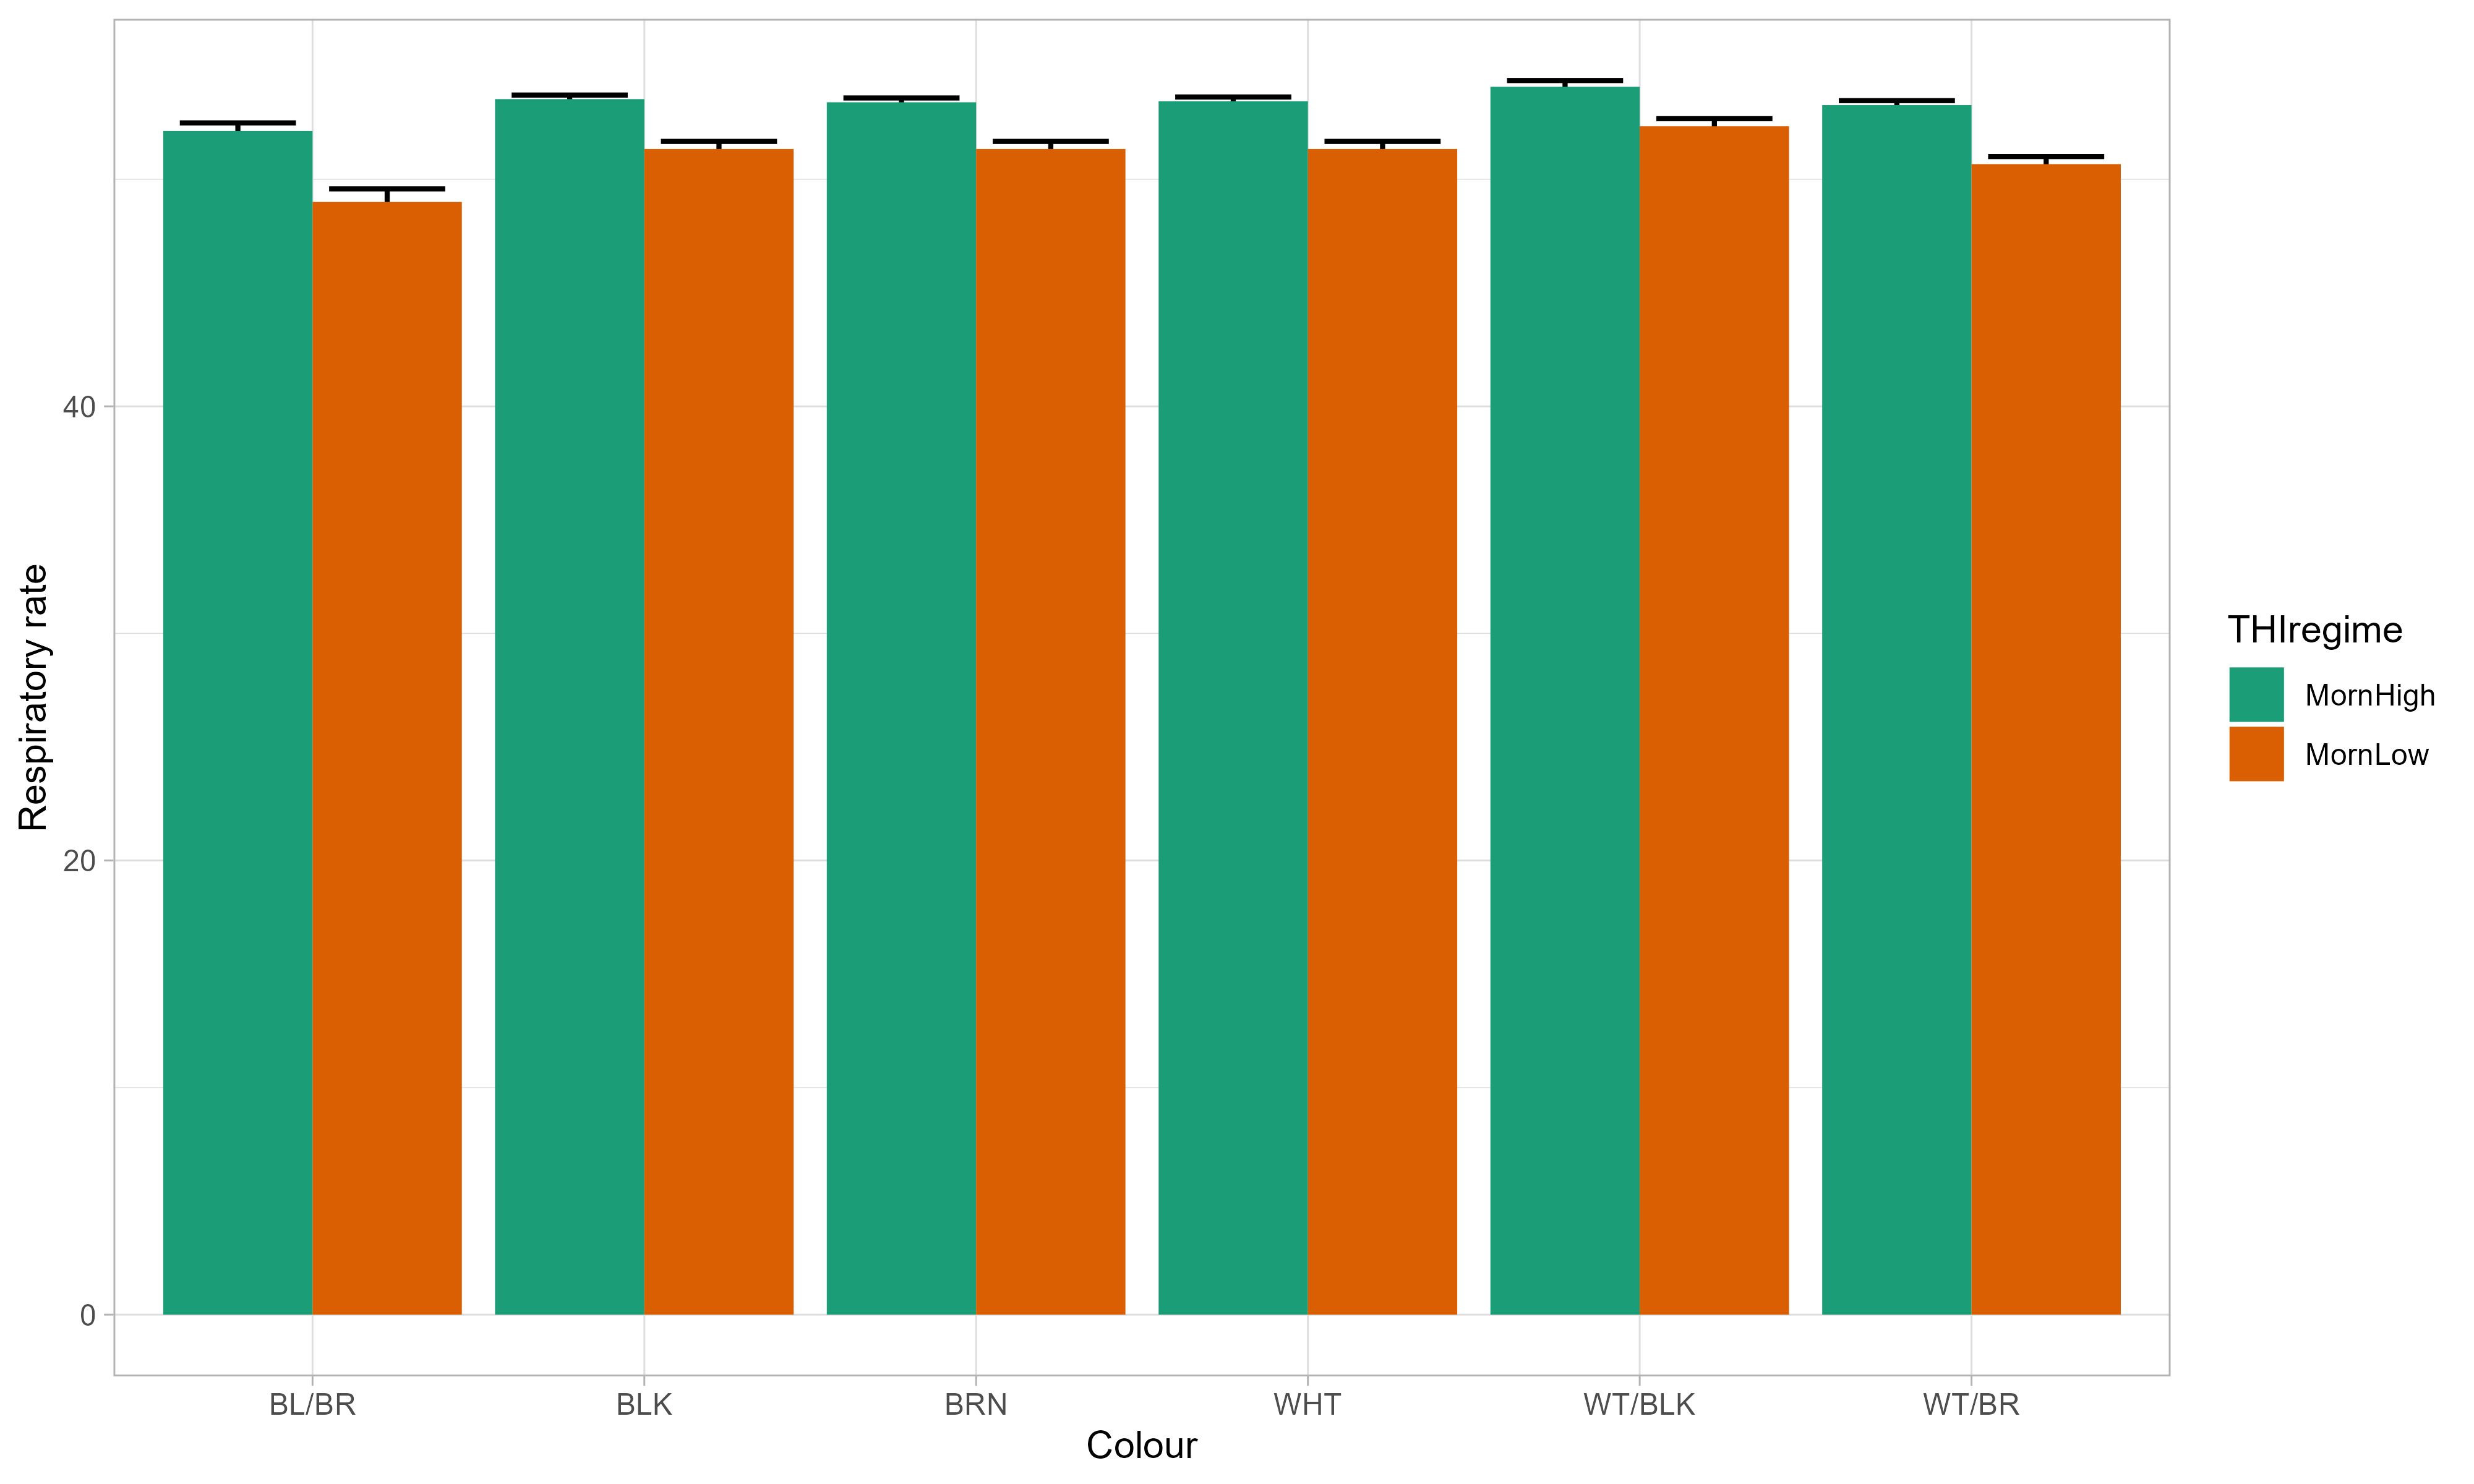 Respiratory rate
40
20
0
BL/BR
BLK
BRN
WHT
WT/BLK
WT/BR
Colour
THIregime
MornHigh
MornLow